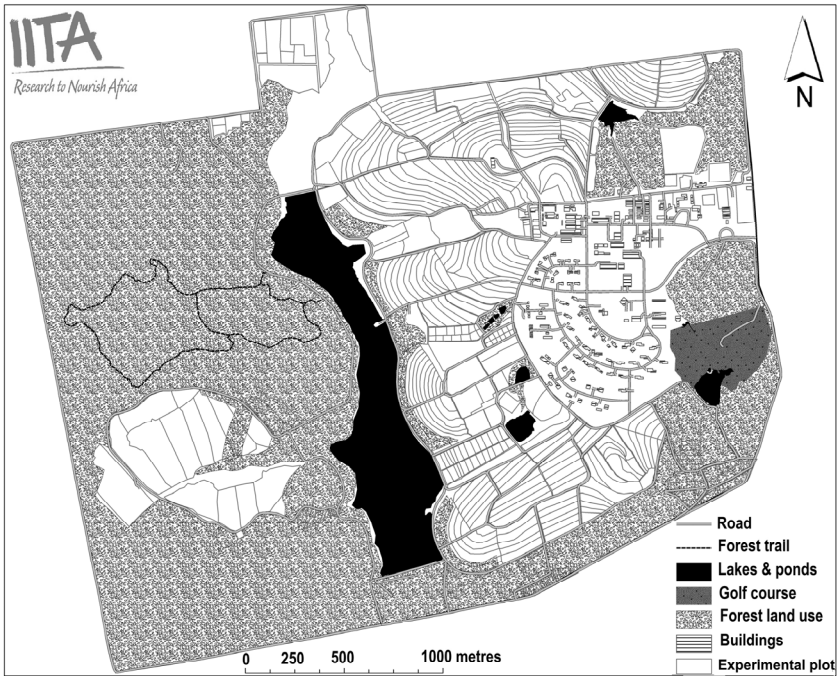 IITA
Research to Nourish Africa
N
Road
Forest trail
Lakes & ponds
Golf course
Forest land use
Buildings
Experimental plot
0 250 500 1000 metres